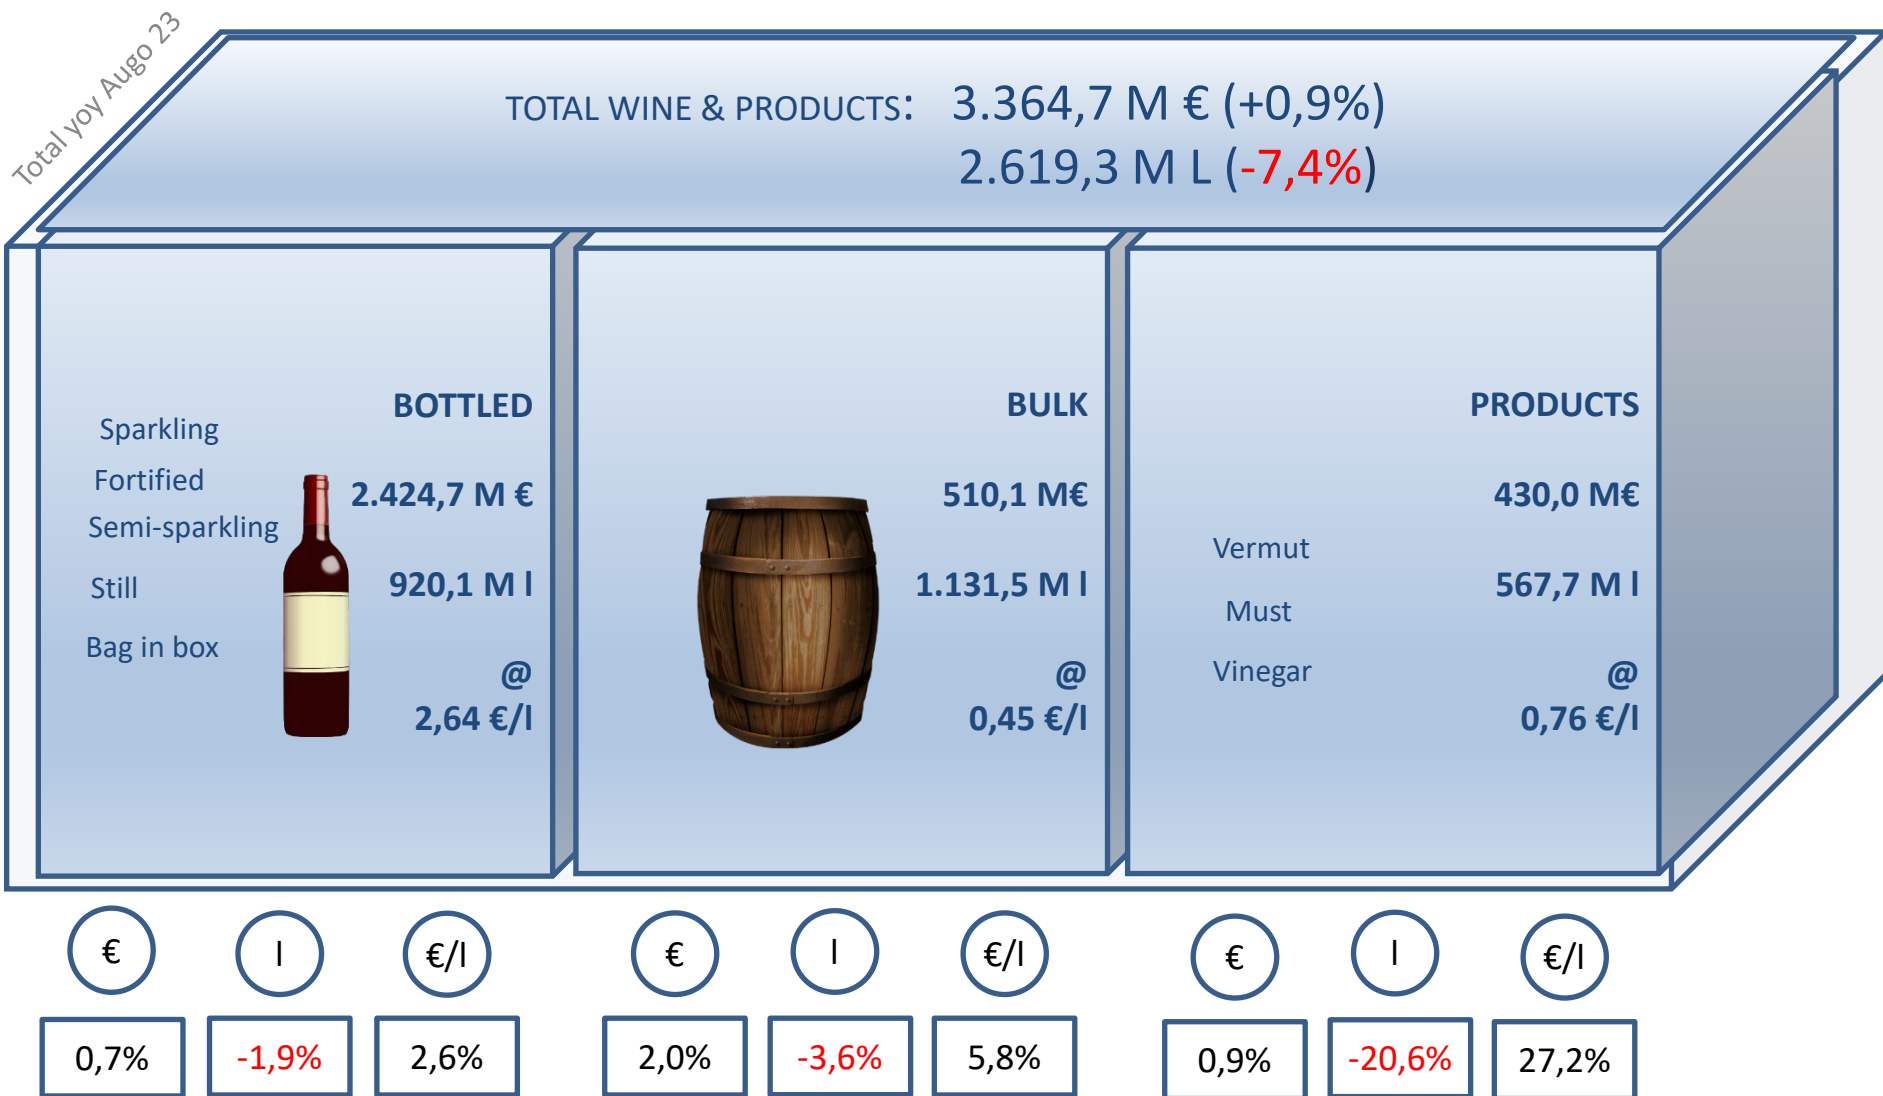 Total yoy Augo 23
TOTAL WINE & PRODUCTS: 3.364,7 M € (+0,9%)
2.619,3 M L (-7,4%)
BOTTLED
Sparkling
Fortified
2.424,7 M €
Semi-sparkling
Still
920,1 M l
Bag in box
@
2,64 €/l
BULK
510,1 M€
1.131,5 M l
@
0,45 €/l
PRODUCTS
430,0 M€
Vermut
567,7 M l
Must
Vinegar
@
0,76 €/l
€ l €/l € l €/l € l €/l
0,7% -1,9% 2,6% 2,0% -3,6% 5,8% 0,9% -20,6% 27,2%